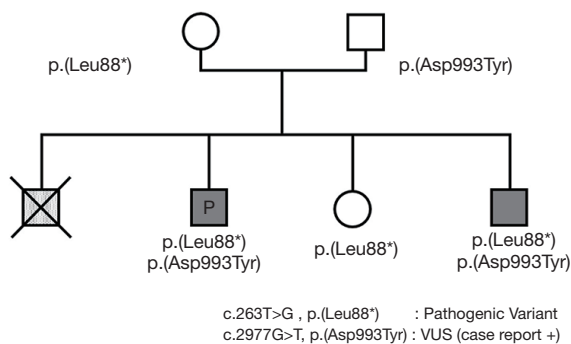 p.(Leu88*)
p.(Asp993Tyr)
P
p.(Leu88*)
p.(Asp993Tyr)
p.(Leu88*)
p.(Leu88*)
p.(Asp993Tyr)
c.263T>G , p.(Leu88*) : Pathogenic Variant
c.2977G>T, p.(Asp993Tyr) : VUS (case report +)